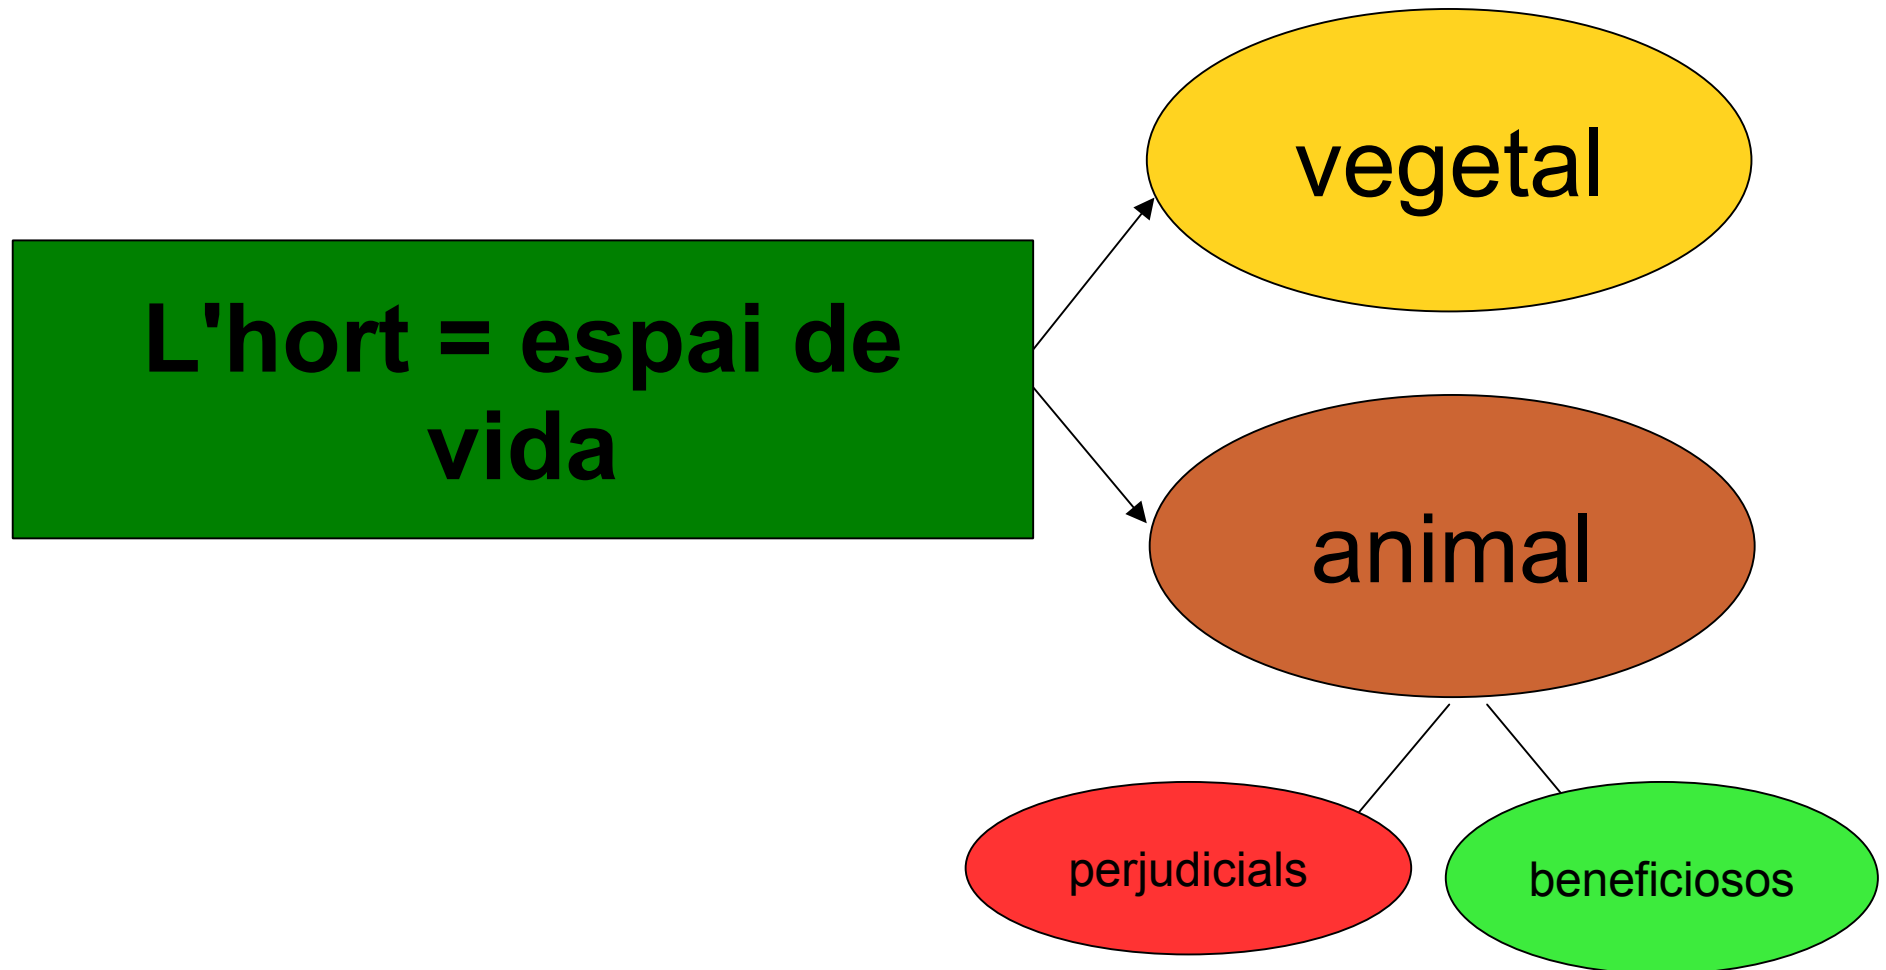 vegetal
L'hort = espai de
vida
animal
perjudicials
beneficiosos